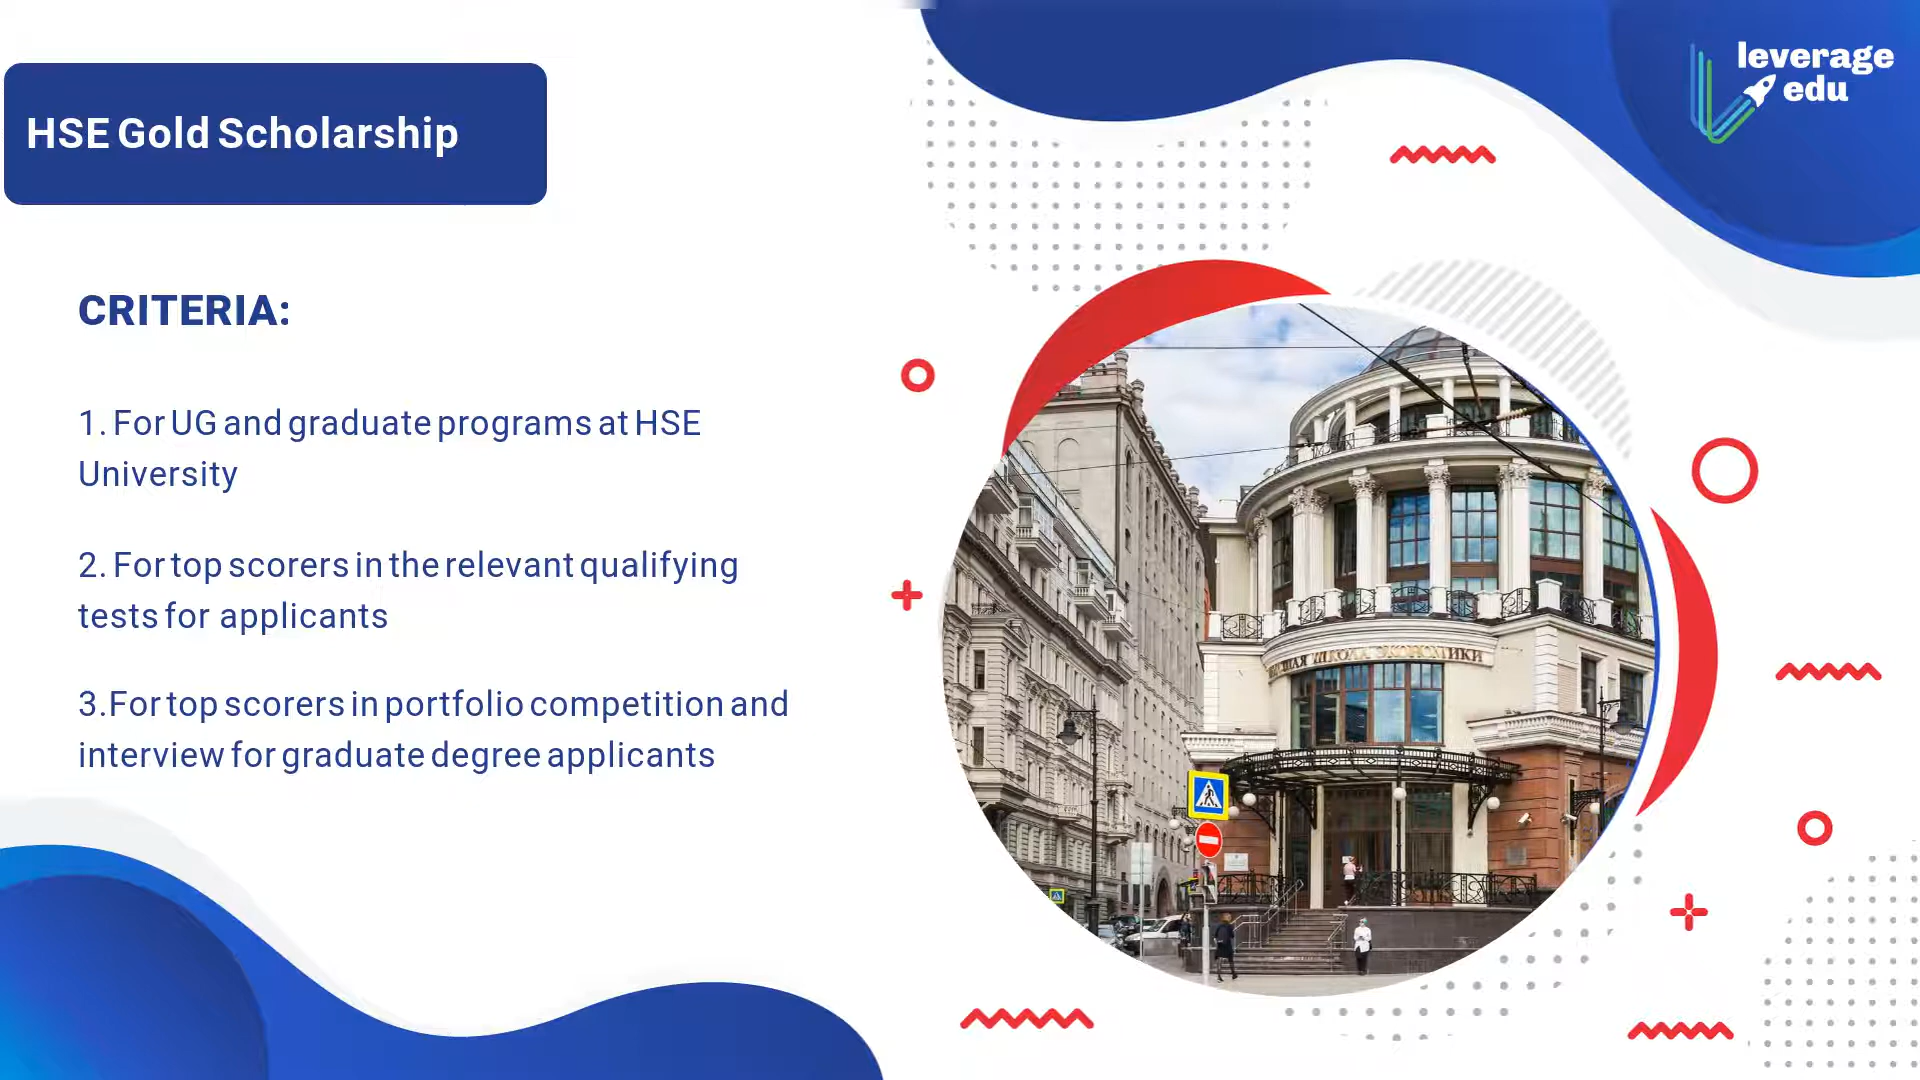 HSE Gold Scholarship
leverage
edu
CRITERIA:
1. For UG and graduate programs at HSE
University
2. For top scorers in the relevant qualifying
tests for applicants
3.For top scorers in portfolio competition and
interview for graduate degree applicants
ШКОЛА ЭКОНОМИКИ